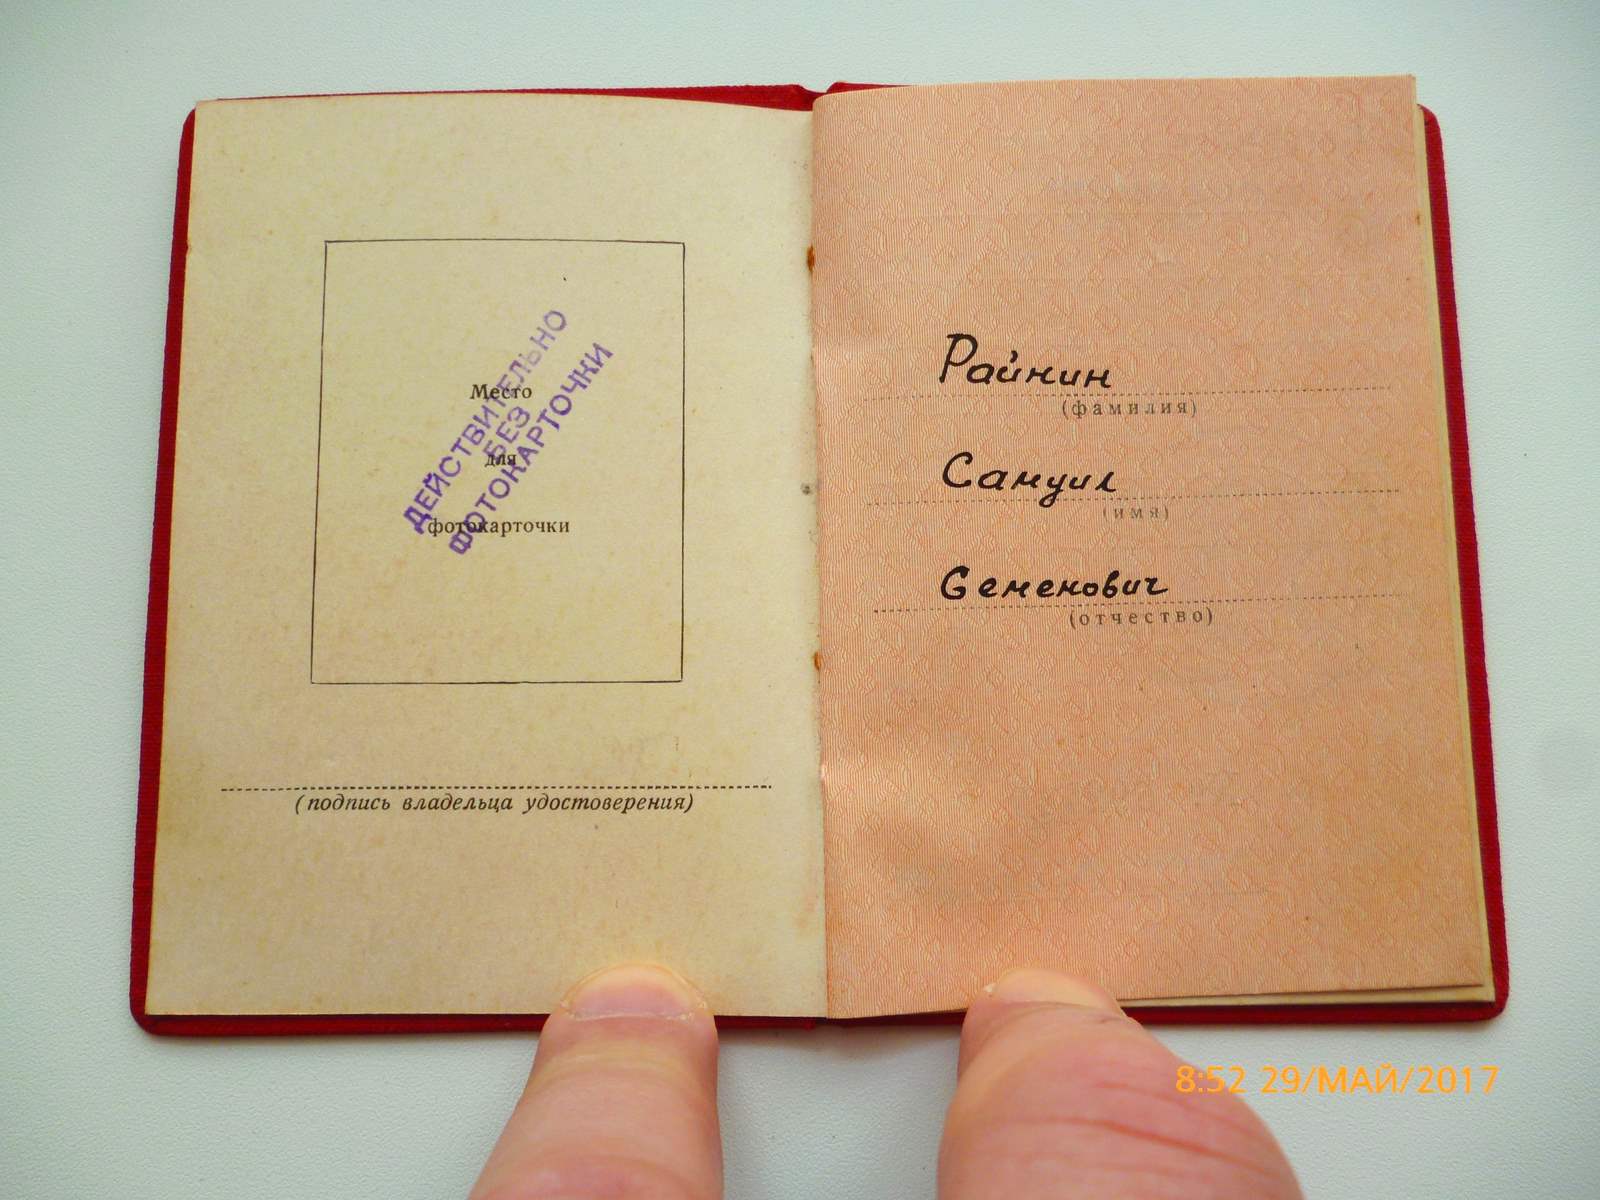 Место
для
фотокарточки
ДЕЙСТВИТЕЛЬНО
БЕЗ
ФОТОКАРТОЧКИ
(подпись владельца удостоверения)
Райнин
(фамилия)
Самуил
(имя)
Семенович
(отчество)
8:52 29/МАЙ/2017